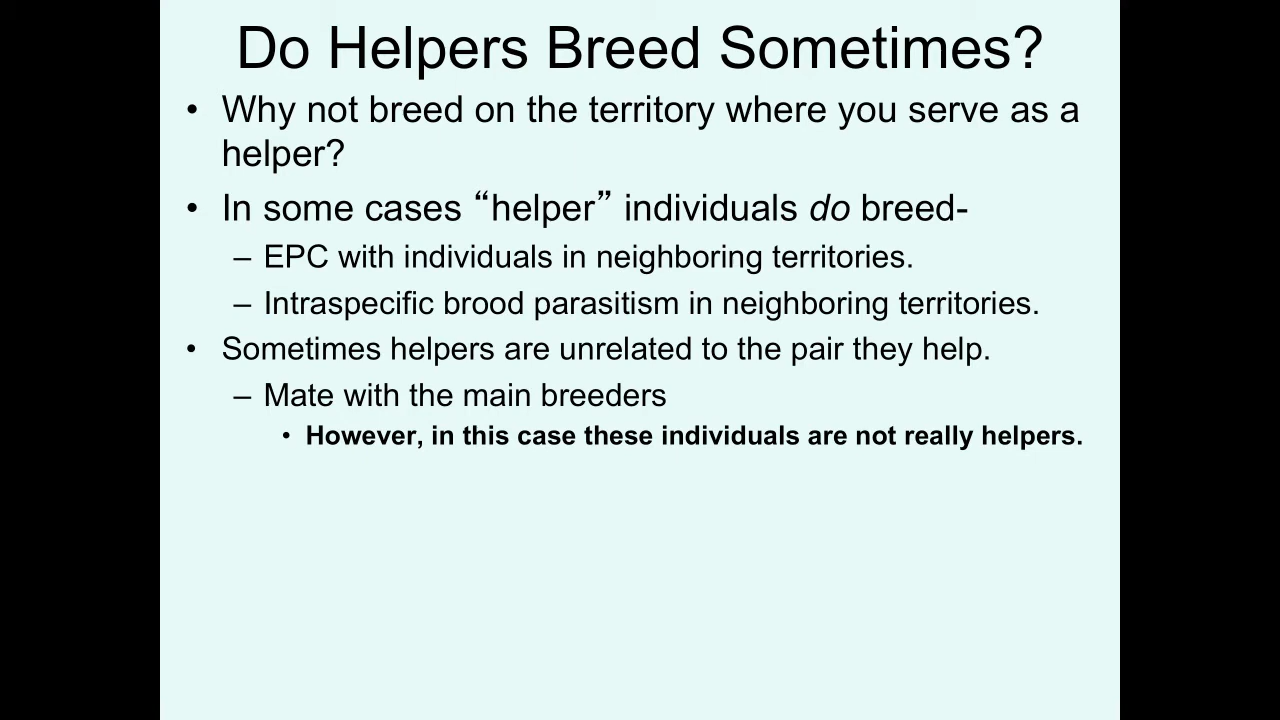 Do Helpers Breed Sometimes?
• Why not breed on the territory where you serve as a
helper?
• In some cases “helper” individuals do breed-
– EPC with individuals in neighboring territories.
– Intraspecific brood parasitism in neighboring territories.
• Sometimes helpers are unrelated to the pair they help.
– Mate with the main breeders
• However, in this case these individuals are not really helpers.